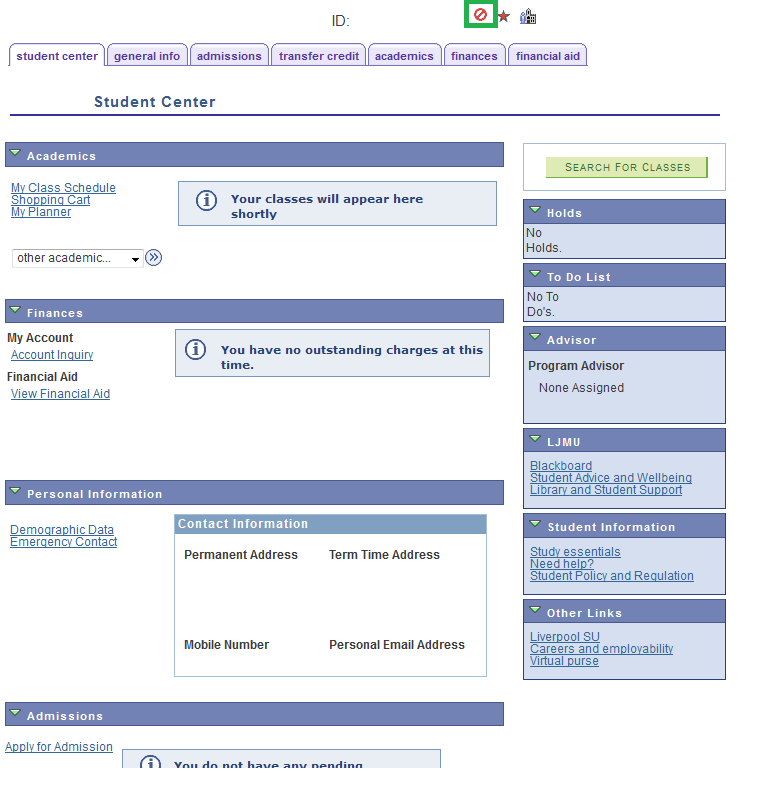 ID:
student center general info admissions transfer credit academics finances financial aid
Student Center
Academics
My Class Schedule
Shopping Cart
My Planner
Your classes will appear here
shortly
other academic...
Finances
My Account
Account Inquiry
Financial Aid
View Financial Aid
You have no outstanding charges at this
time.
Personal Information
Demographic Data
Emergency Contact
Contact Information
Permanent Address Term Time Address
Mobile Number Personal Email Address
Admissions
Apply for Admission
You do not have any pending
SEARCH FOR CLASSES
Holds
No
Holds.
To Do List
No To
Do's.
Advisor
Program Advisor
None Assigned
LJMU
Blackboard
Student Advice and Wellbeing
Library and Student Support
Student Information
Study essentials
Need help?
Student Policy and Regulation
Other Links
Liverpool SU
Careers and employability
Virtual purse